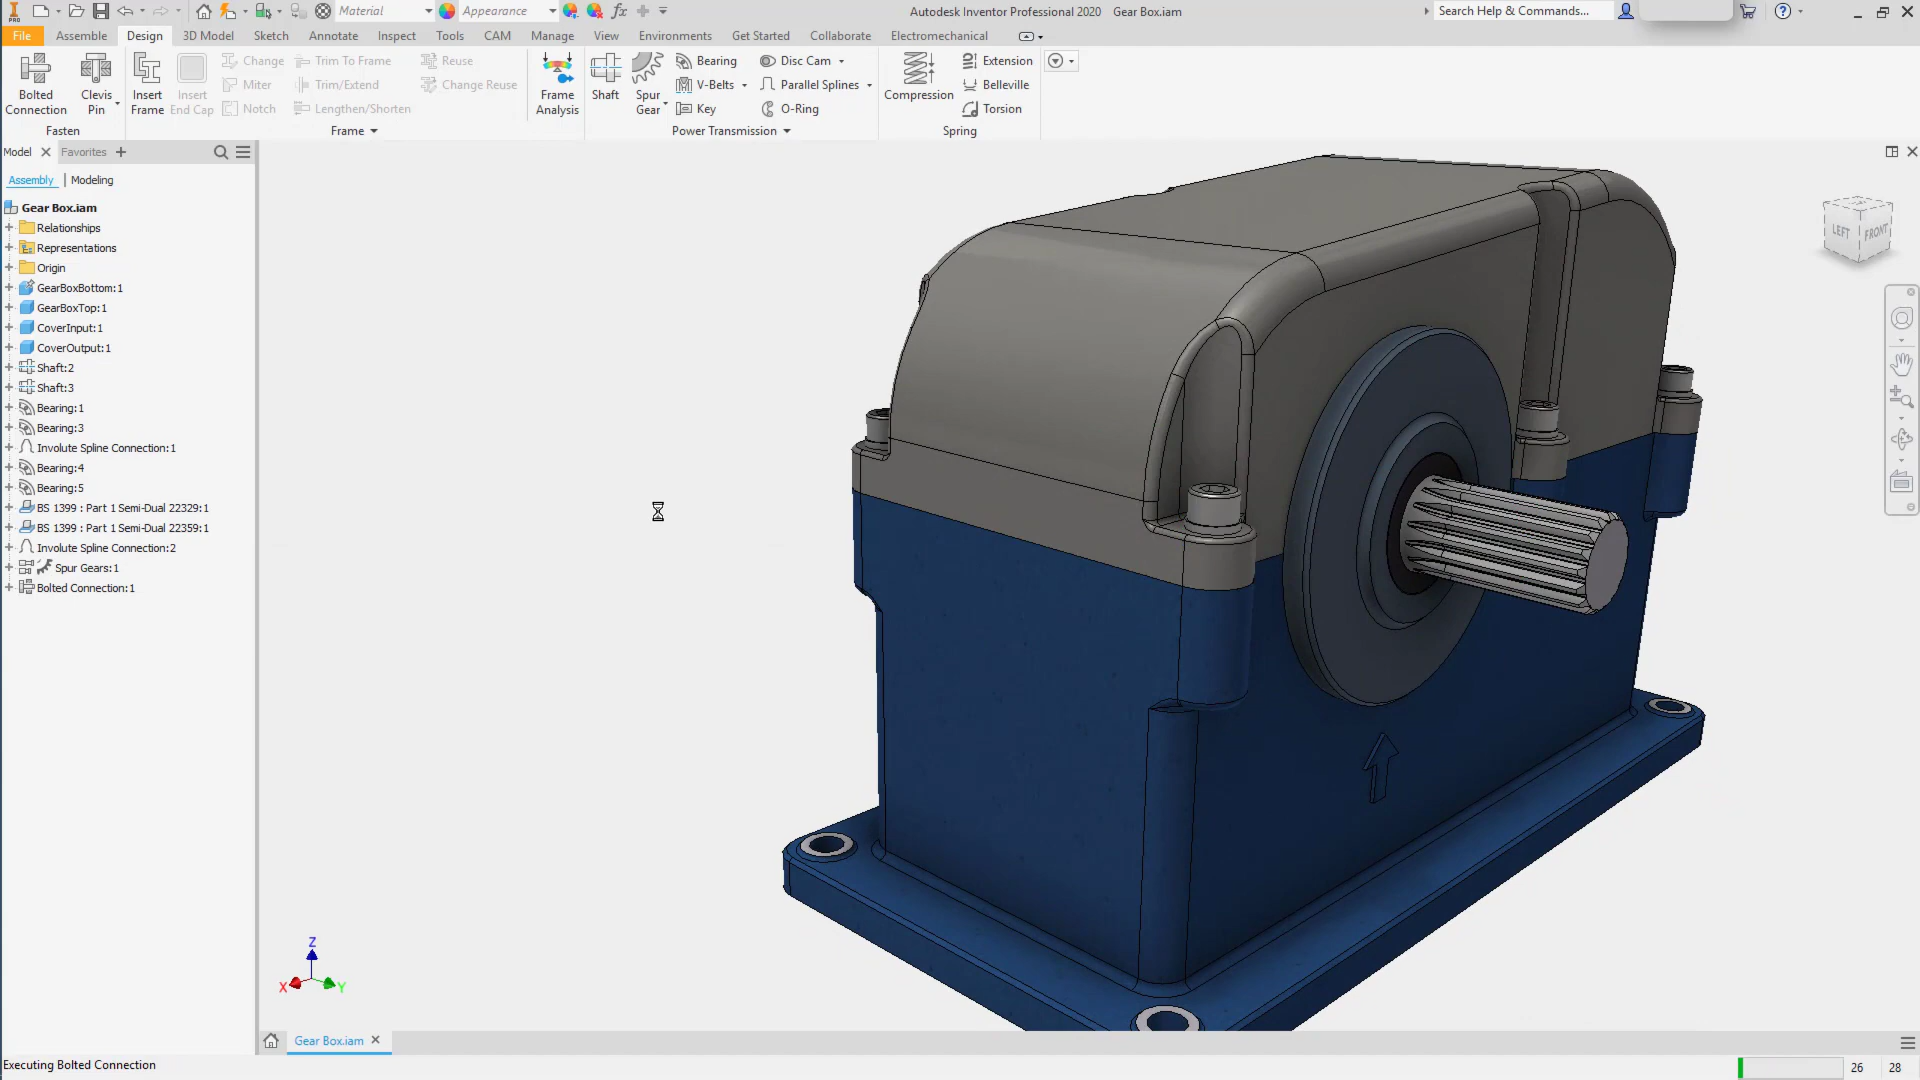 PRO
Material
Appearance
fx
Autodesk Inventor Professional 2020 Gear Box.iam
Search Help & Commands...
File Assemble Design 3D Model Sketch Annotate Inspect Tools CAM Manage View Environments Get Started Collaborate Electromechanical
Bolted
Connection
Clevis
Pin
Fasten
Insert
Frame
Insert
End Cap
Change
Miter
Notch
Trim To Frame
Trim/Extend
Lengthen/Shorten
Reuse
Change Reuse
Frame
Frame
Analysis
Shaft
Spur
Gear
Bearing
V-Belts
Key
Disc Cam
Parallel Splines
O-Ring
Power Transmission
Compression
Extension
Belleville
Torsion
Spring
Model
Favorites
Assembly | Modeling
Gear Box.iam
Relationships
Representations
Origin
GearBoxBottom:1
GearBoxTop:1
CoverInput:1
CoverOutput:1
Shaft:2
Shaft:3
Bearing:1
Bearing:3
Involute Spline Connection:1
Bearing:4
Bearing:5
BS 1399 : Part 1 Semi-Dual 22329:1
BS 1399 : Part 1 Semi-Dual 22359:1
Involute Spline Connection:2
Spur Gears:1
Bolted Connection:1
LEFT
FRONT
Z
X
Y
Gear Box.iam
Executing Bolted Connection
26
28